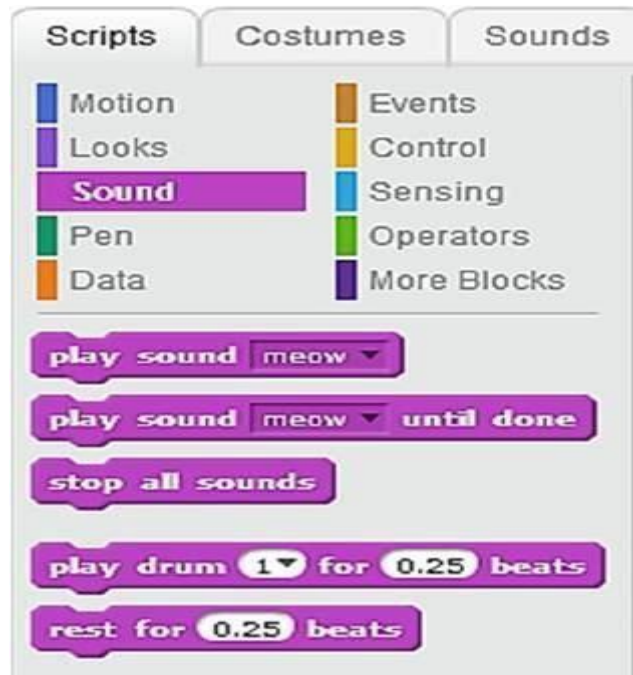 Scripts Costumes Sounds
Motion Events
Looks Control
Sound Sensing
Pen Operators
Data More Blocks
play sound meow
play sound meow until done
stop all sounds
play drum 1 for 0.25 beats
rest for 0.25 beats